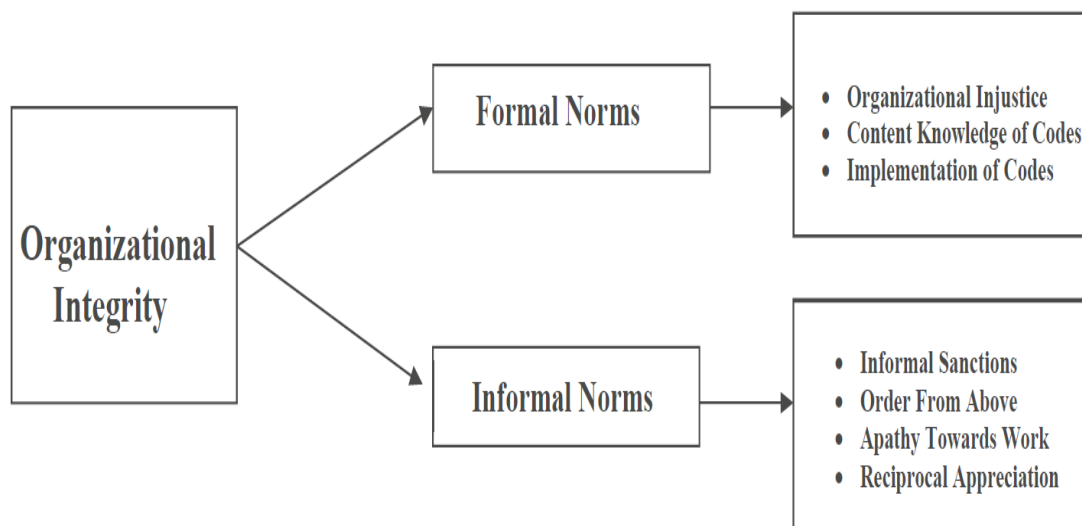 Organizational
Integrity
Formal Norms
• Organizational Injustice
• Content Knowledge of Codes
• Implementation of Codes
Informal Norms
• Informal Sanctions
• Order From Above
• Apathy Towards Work
• Reciprocal Appreciation